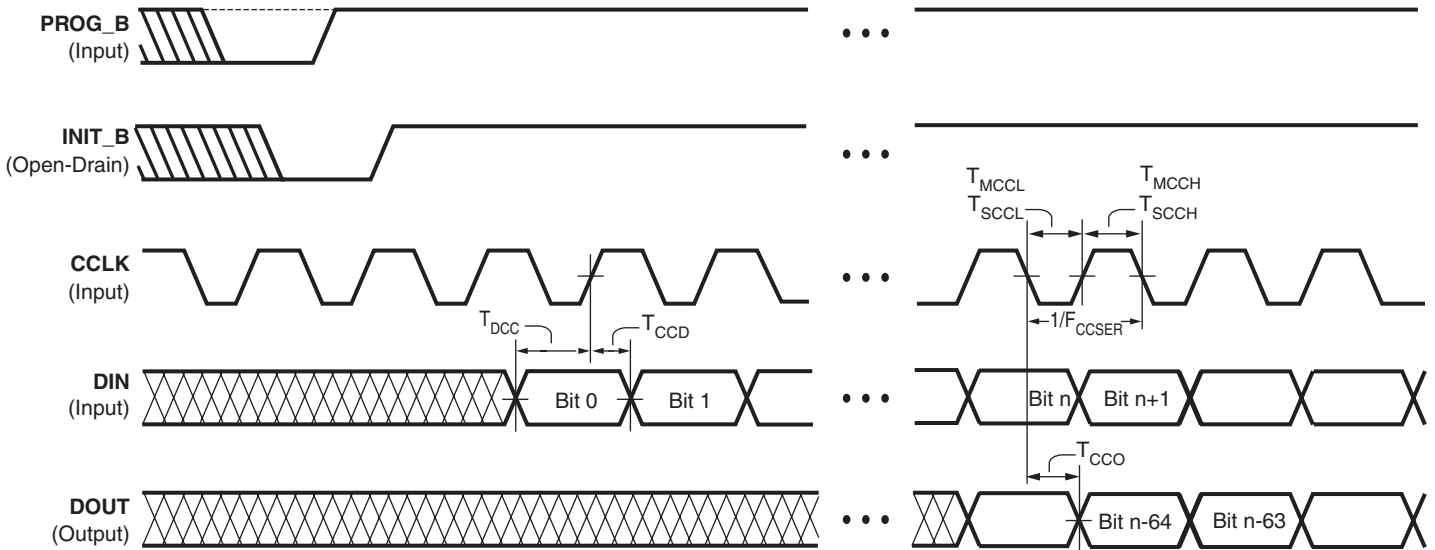 PROG_B
(Input)
INIT_B
(Open-Drain)
T_MCCL
T_SCCL
T_MCCH
T_SCCH
CCLK
(Input)
1/F_CCSER
T_DCC
T_CCD
DIN
(Input)
Bit 0
Bit 1
Bit n
Bit n+1
T_CCO
DOUT
(Output)
Bit n-64
Bit n-63